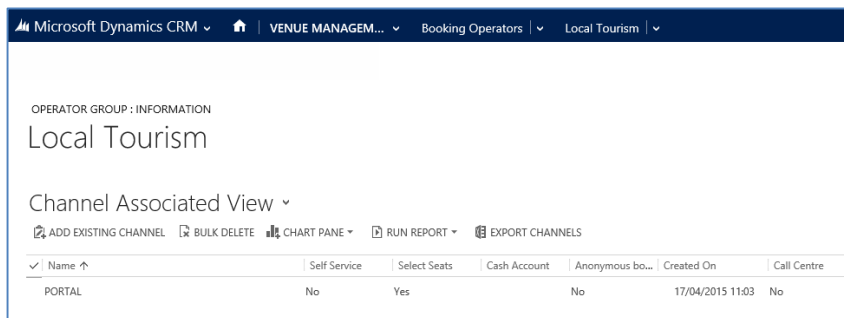 Microsoft Dynamics CRM VENUE MANAGEM... Booking Operators Local Tourism
OPERATOR GROUP : INFORMATION
Local Tourism
Channel Associated View
ADD EXISTING CHANNEL BULK DELETE CHART PANE RUN REPORT EXPORT CHANNELS
Name Self Service Select Seats Cash Account Anonymous bo... Created On Call Centre
PORTAL No Yes No 17/04/2015 11:03 No